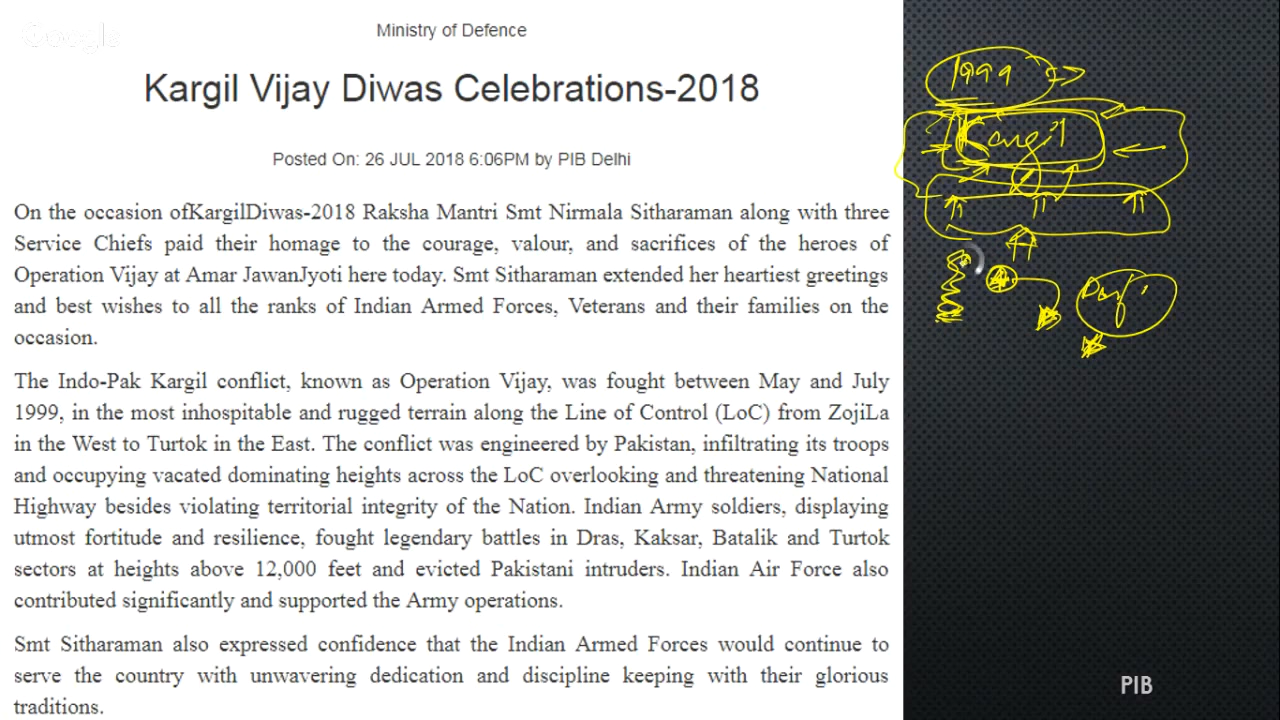 Google
Ministry of Defence
Kargil Vijay Diwas Celebrations-2018
Posted On: 26 JUL 2018 6:06PM by PIB Delhi
On the occasion ofKargilDiwas-2018 Raksha Mantri Smt Nirmala Sitharaman along with three
Service Chiefs paid their homage to the courage, valour, and sacrifices of the heroes of
Operation Vijay at Amar JawanJyoti here today. Smt Sitharaman extended her heartiest greetings
and best wishes to all the ranks of Indian Armed Forces, Veterans and their families on the
occasion.
The Indo-Pak Kargil conflict, known as Operation Vijay, was fought between May and July
1999, in the most inhospitable and rugged terrain along the Line of Control (LoC) from ZojiLa
in the West to Turtok in the East. The conflict was engineered by Pakistan, infiltrating its troops
and occupying vacated dominating heights across the LoC overlooking and threatening National
Highway besides violating territorial integrity of the Nation. Indian Army soldiers, displaying
utmost fortitude and resilience, fought legendary battles in Dras, Kaksar, Batalik and Turtok
sectors at heights above 12,000 feet and evicted Pakistani intruders. Indian Air Force also
contributed significantly and supported the Army operations.
Smt Sitharaman also expressed confidence that the Indian Armed Forces would continue to
serve the country with unwavering dedication and discipline keeping with their glorious
traditions.
1999
Kargil
PIB